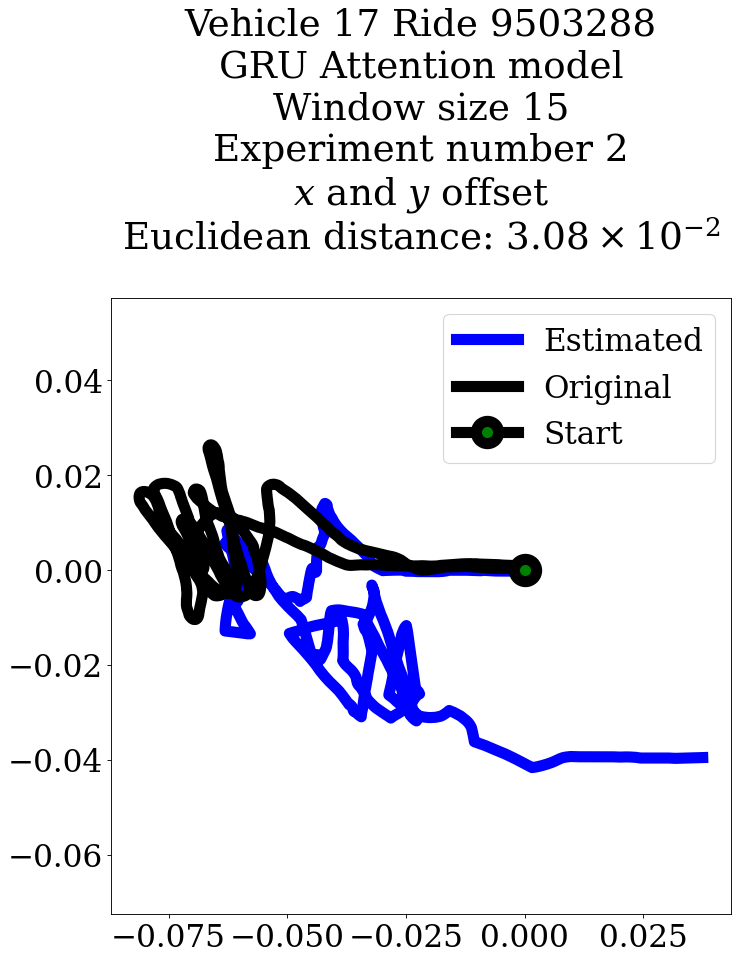 Vehicle 17 Ride 9503288
GRU Attention model
Window size 15
Experiment number 2
x and y offset
Euclidean distance: 3.08 × 10⁻²
Estimated
Original
Start
0.04
0.02
0.00
−0.02
−0.04
−0.06
−0.075 −0.050 −0.025 0.000 0.025